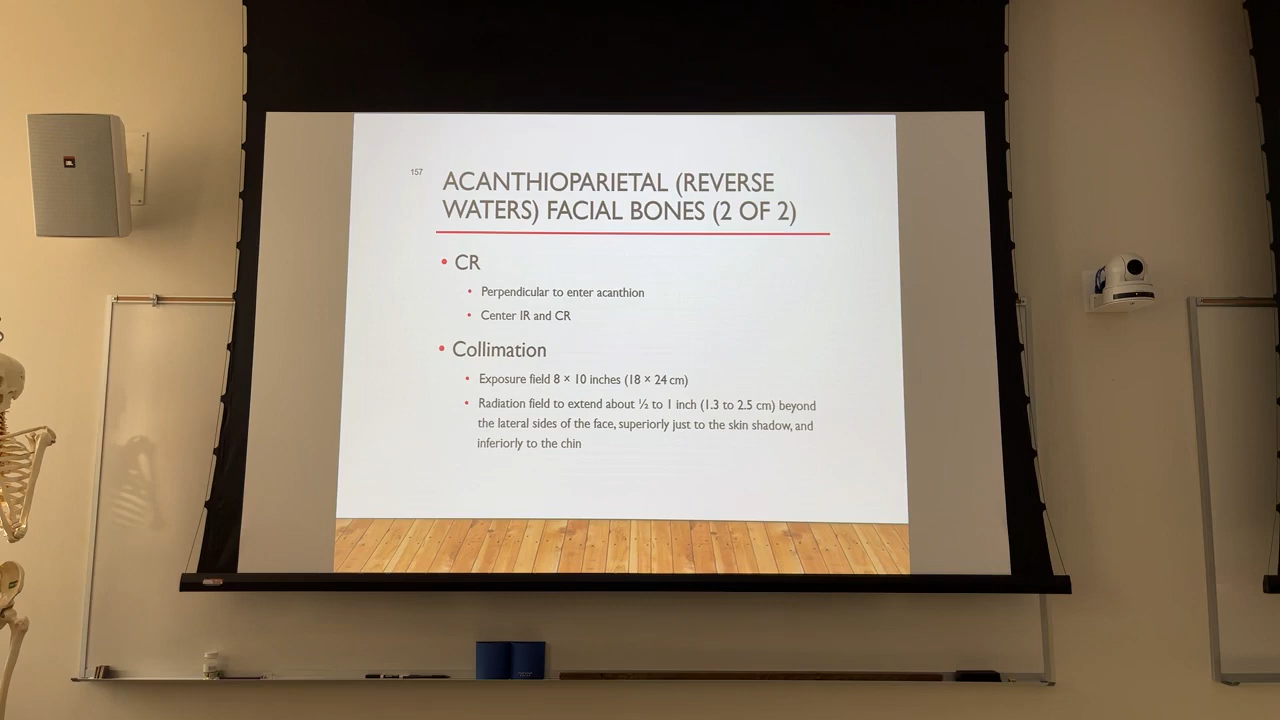 157
ACANTHIOPARIETAL (REVERSE
WATERS) FACIAL BONES (2 OF 2)
• CR
• Perpendicular to enter acanthion
• Center IR and CR
• Collimation
• Exposure field 8 × 10 inches (18 × 24 cm)
• Radiation field to extend about ½ to 1 inch (1.3 to 2.5 cm) beyond
the lateral sides of the face, superiorly just to the skin shadow, and
inferiorly to the chin
JBL